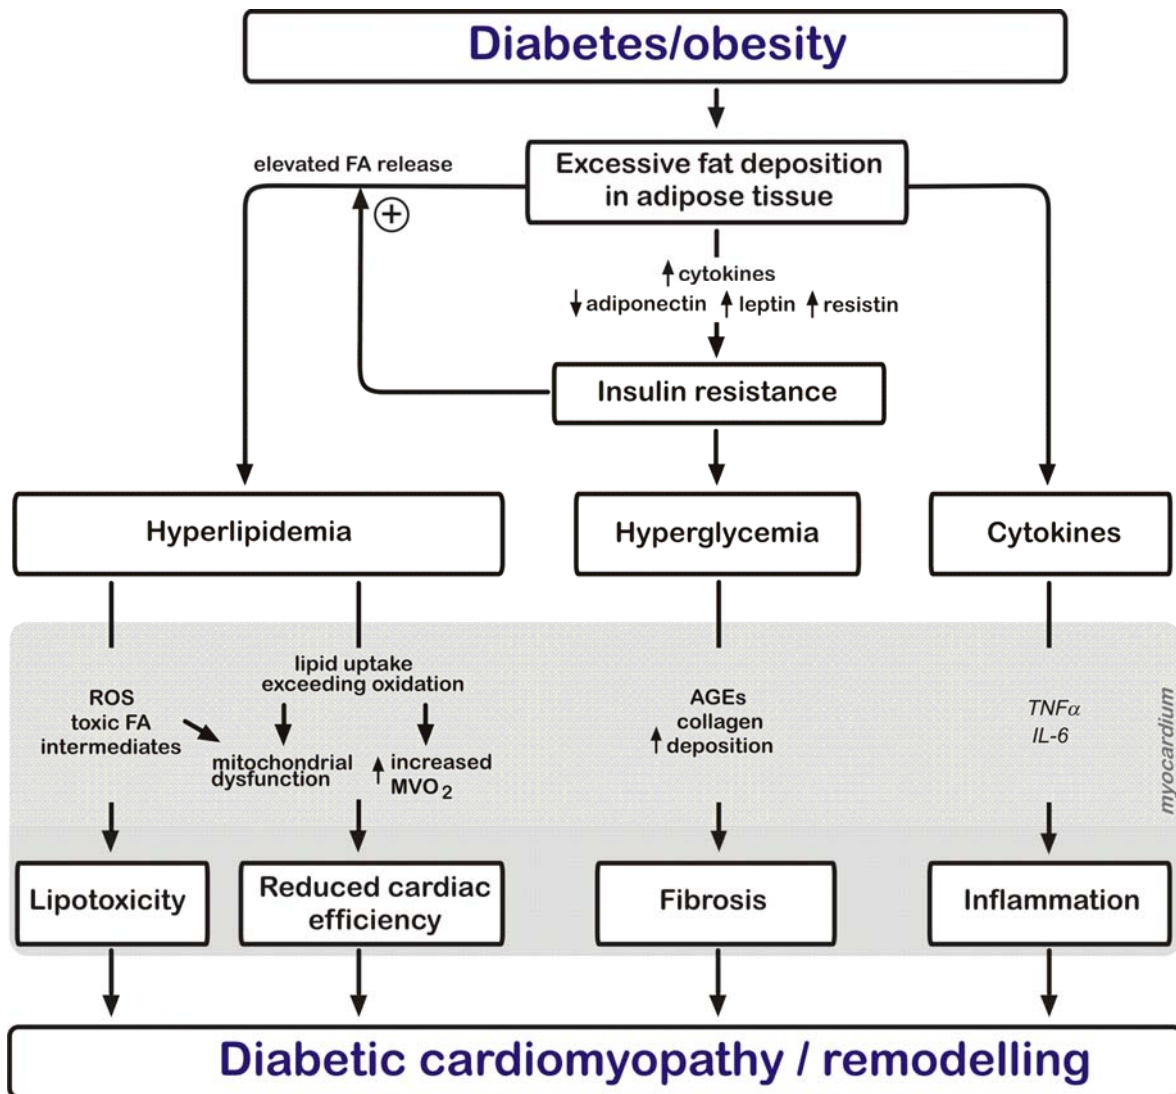 Diabetes/obesity
elevated FA release
Excessive fat deposition
in adipose tissue
+
↑ cytokines
↓ adiponectin ↑ leptin ↑ resistin
Insulin resistance
Hyperlipidemia
Hyperglycemia
Cytokines
ROS
toxic FA
intermediates
lipid uptake
exceeding oxidation
mitochondrial
dysfunction
↑ increased
MVO2
AGEs
collagen
↑ deposition
TNFα
IL-6
myocardium
Lipotoxicity
Reduced cardiac
efficiency
Fibrosis
Inflammation
Diabetic cardiomyopathy / remodelling